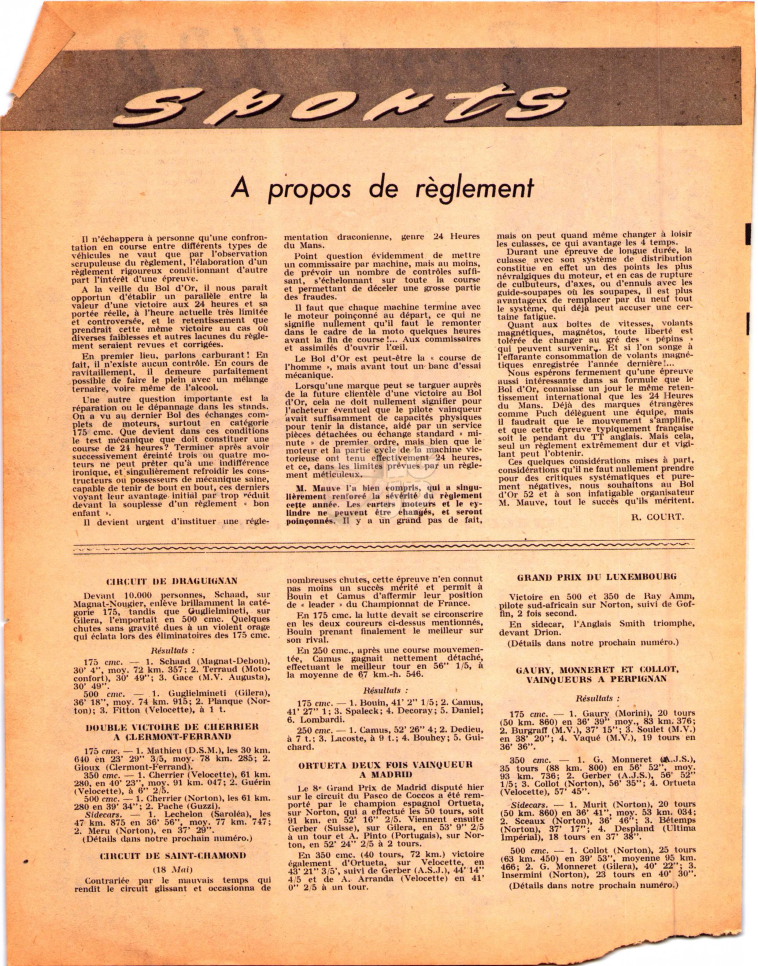 Sports
A propos de règlement
Il n'échappera à personne qu'une confron-
tation en course entre différents types de
véhicules ne vaut que par l'observation
scrupuleuse du règlement, l'élaboration d'un
règlement rigoureux conditionnant d'autre
part l'intérêt d'une épreuve.
A la veille du Bol d'Or, il nous paraît
opportun d'établir un parallèle entre la
valeur d'une victoire aux 24 heures et sa
portée réelle, à l'heure actuelle très limitée
et controversée, et le retentissement que
prendrait cette même victoire au cas où
diverses faiblesses et autres lacunes du règle-
ment seraient revues et corrigées.
En premier lieu, parlons carburant ! En
fait, il n'existe aucun contrôle. En cours de
ravitaillement, il demeure parfaitement
possible de faire le plein avec un mélange
ternaire, voire même de l'alcool.
Une autre question importante est la
réparation ou le dépannage dans les stands.
On a vu au dernier Bol des échanges com-
plets de moteurs, surtout en catégorie
175 cmc. Que devient dans ces conditions
le test mécanique que doit constituer une
course de 24 heures ? Terminer après avoir
successivement éreinté trois ou quatre mo-
teurs ne peut prêter qu'à une indifférence
ironique, et singulièrement refroidir les cons-
tructeurs ou possesseurs de mécanique saine,
capable de tenir de bout en bout, ces derniers
voyant leur avantage initial par trop réduit
devant la souplesse d'un règlement « bon
enfant ».
Il devient urgent d'instituer une régle-
mentation draconienne, genre 24 Heures
du Mans.
Point question évidemment de mettre
un commissaire par machine, mais au moins,
de prévoir un nombre de contrôles suffi-
sant, s'échelonnant sur toute la course
et permettant de déceler une grosse partie
des fraudes.
Il faut que chaque machine termine avec
le moteur poinçonné au départ, ce qui ne
signifie nullement qu'il faut le remonter
dans le cadre de la moto quelques heures
avant la fin de course !... Aux commissaires
et assimilés d'ouvrir l'œil.
Le Bol d'Or est peut-être la « course de
l'homme », mais avant tout un banc d'essai
mécanique.
Lorsqu'une marque peut se targuer auprès
de la future clientèle d'une victoire au Bol
d'Or, cela ne doit nullement signifier pour
l'acheteur éventuel que le pilote vainqueur
avait suffisamment de capacités physiques
pour tenir la distance, aidé par un service
pièces détachées ou échange standard « mi-
nute » de premier ordre, mais bien que le
moteur et la partie cycle de la machine vic-
torieuse ont tenu effectivement 24 heures,
et ce, dans les limites prévues par un règle-
ment méticuleux.
M. Mauve l'a bien compris, qui a singu-
lièrement renforcé la sévérité du règlement
cette année. Les carters moteurs et le cy-
lindre ne peuvent être changés, et seront
poinçonnés. Il y a un grand pas de fait,
mais on peut quand même changer à loisir
les culasses, ce qui avantage les 4 temps.
Durant une épreuve de longue durée, la
culasse avec son système de distribution
constitue en effet un des points les plus
névralgiques du moteur, et en cas de rupture
de culbuteurs, d'axes, ou d'ennuis avec les
guide-soupapes où les soupapes, il est plus
avantageux de remplacer par du neuf tout
le système, qui déjà peut accuser une cer-
taine fatigue.
Quant aux boîtes de vitesses, volants
magnétiques, magnétos, toute liberté est
tolérée de changer au gré des « pépins »
qui peuvent survenir... Et si l'on songe à
l'effarante consommation de volants magné-
tiques enregistrée l'année dernière !...
Nous espérons fermement qu'une épreuve
aussi intéressante dans sa formule que le
Bol d'Or, connaisse un jour le même reten-
tissement international que les 24 Heures
du Mans. Déjà des marques étrangères
comme Puch délèguent une équipe, mais
il faudrait que le mouvement s'amplifie,
et que cette épreuve typiquement française
soit le pendant du TT anglais. Mais cela,
seul un règlement extrêmement dur et vigi-
lant peut l'obtenir.
Ces quelques considérations mises à part,
considérations qu'il ne faut nullement prendre
pour des critiques systématiques et pure-
ment négatives, nous souhaitons au Bol
d'Or 52 et à son infatigable organisateur
M. Mauve, tout le succès qu'ils méritent.
R. COURT.
CIRCUIT DE DRAGUIGNAN
Devant 10.000 personnes, Schaad, sur
Magnat-Nougier, enlève brillamment la caté-
gorie 175, tandis que Guglielmineti, sur
Gilera, l'emportait en 500 cmc. Quelques
chutes sans gravité dues à un violent orage
qui éclata lors des éliminatoires des 175 cmc.
Résultats :
175 cmc. — 1. Schaad (Magnat-Debon),
30' 4", moy. 72 km. 357; 2. Terraud (Moto-
confort), 30' 49"; 3. Gace (M.V. Augusta),
30' 49".
500 cmc. — 1. Guglielmineti (Gilera),
36' 18", moy. 74 km. 915; 2. Planque (Nor-
ton); 3. Fitton (Velocette), à 1 t.
DOUBLE VICTOIRE DE CHERRIER
A CLERMONT-FERRAND
175 cmc. — 1. Mathieu (D.S.M.), les 30 km.
640 en 23' 29" 3/5, moy. 78 km. 285; 2.
Gioux (Clermont-Ferrand).
350 cmc. — 1. Cherrier (Velocette), 61 km.
280, en 40' 23", moy. 91 km. 047; 2. Guérin
(Velocette), à 6" 2/5.
500 cmc. — 1. Cherrier (Norton), les 61 km.
280 en 39' 34"; 2. Pache (Guzzi).
Sidecars. — 1. Lechelon (Saroléa), les
47 km. 875 en 36' 56", moy. 77 km. 747;
2. Meru (Norton), en 37' 29".
(Détails dans notre prochain numéro.)
CIRCUIT DE SAINT-CHAMOND
(18 Mai)
Contrariée par le mauvais temps qui
rendit le circuit glissant et occasionna de
nombreuses chutes, cette épreuve n'en connut
pas moins un succès mérité et permit à
Bouin et Camus d'affermir leur position
de « leader » du Championnat de France.
En 175 cmc. la lutte devait se circonscrire
en les deux coureurs ci-dessus mentionnés,
Bouin prenant finalement le meilleur sur
son rival.
En 250 cmc., après une course mouvemen-
tée, Camus gagnait nettement détaché,
effectuant le meilleur tour en 56" 1/5, à
la moyenne de 67 km.-h. 546.
Résultats :
175 cmc. — 1. Bouin, 41' 2" 1/5; 2. Camus,
41' 27" 1; 3. Spaleck; 4. Decoray; 5. Daniel;
6. Lombardi.
250 cmc. — 1. Camus, 52' 26" 4; 2. Dedieu,
à 7 t.; 3. Lacoste, à 9 t.; 4. Bouhey; 5. Gui-
chard.
ORTUETA DEUX FOIS VAINQUEUR
A MADRID
Le 8e Grand Prix de Madrid disputé hier
sur le circuit du Pasco de Coccos a été rem-
porté par le champion espagnol Ortueta,
sur Norton, qui a effectué les 50 tours, soit
91 km. en 52' 16" 2/5. Viennent ensuite
Gerber (Suisse), sur Gilera, en 53' 9" 2/5
à un tour et A. Pinto (Portugais), sur Nor-
ton, en 52' 24" 2/5 à 2 tours.
En 350 cmc. (40 tours, 72 km.) victoire
également d'Ortueta, sur Velocette, en
43' 21" 3/5', suivi de Gerber (A.S.J.), 44' 14"
4/5 et de A. Arranda (Velocette) en 41'
0" 2/5 à un tour.
GRAND PRIX DU LUXEMBOURG
Victoire en 500 et 350 de Ray Amm,
pilote sud-africain sur Norton, suivi de Gof-
fin, 2 fois second.
En sidecar, l'Anglais Smith triomphe,
devant Drion.
(Détails dans notre prochain numéro.)
GAURY, MONNERET ET COLLOT,
VAINQUEURS A PERPIGNAN
Résultats :
175 cmc. — 1. Gaury (Morini), 20 tours
(50 km. 860) en 36' 39" moy., 83 km. 376;
2. Burgraff (M.V.), 37' 15"; 3. Soulet (M.V.)
en 38' 20"; 4. Vaqué (M.V.), 19 tours en
36' 36".
350 cmc. — 1. G. Monneret (A.J.S.),
35 tours (88 km. 800) en 56' 52", moy.
93 km. 736; 2. Gerber (A.J.S.), 56' 52"
1/5; 3. Collot (Norton), 56' 35"; 4. Ortueta
(Velocette), 57' 45".
Sidecars. — 1. Murit (Norton), 20 tours
(50 km. 860) en 36' 41", moy. 53 km. 934;
2. Sceaux (Norton), 36' 46"; 3. Bétemps
(Norton), 37' 17"; 4. Despland (Ultima
Impérial), 18 tours en 37' 38".
500 cmc. — 1. Collot (Norton), 25 tours
(63 km. 450) en 39' 53", moyenne 95 km.
466; 2. G. Monneret (Gilera), 40' 22"; 3.
Insermini (Norton), 23 tours en 40' 30".
(Détails dans notre prochain numéro.)